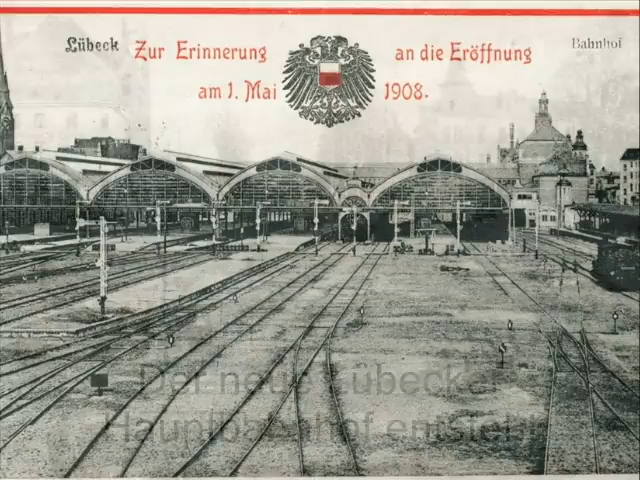 Lübeck Zur Erinnerung an die Eröffnung Bahnhof
am 1. Mai 1908.
Der neue Lübecker
Hauptbahnhof entsteht